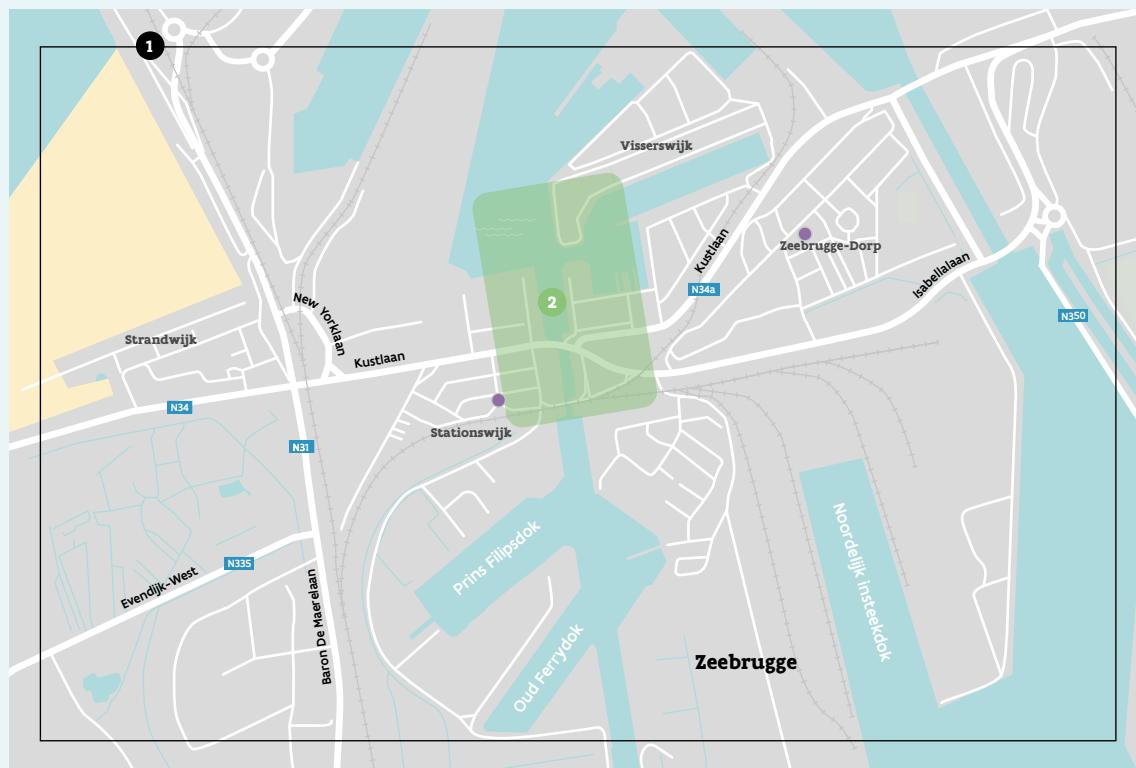 1
Visserswijk
Kustlaan
Zeebrugge-Dorp
Isabellalaan
N34a
2
N350
New Yorklaan
Strandwijk
Kustlaan
N34
Stationswijk
N31
Noordelijk insteekdok
Prins Filipsdok
N335
Evendijk-West
Baron De Maerelaan
Oud Ferrydok
Zeebrugge